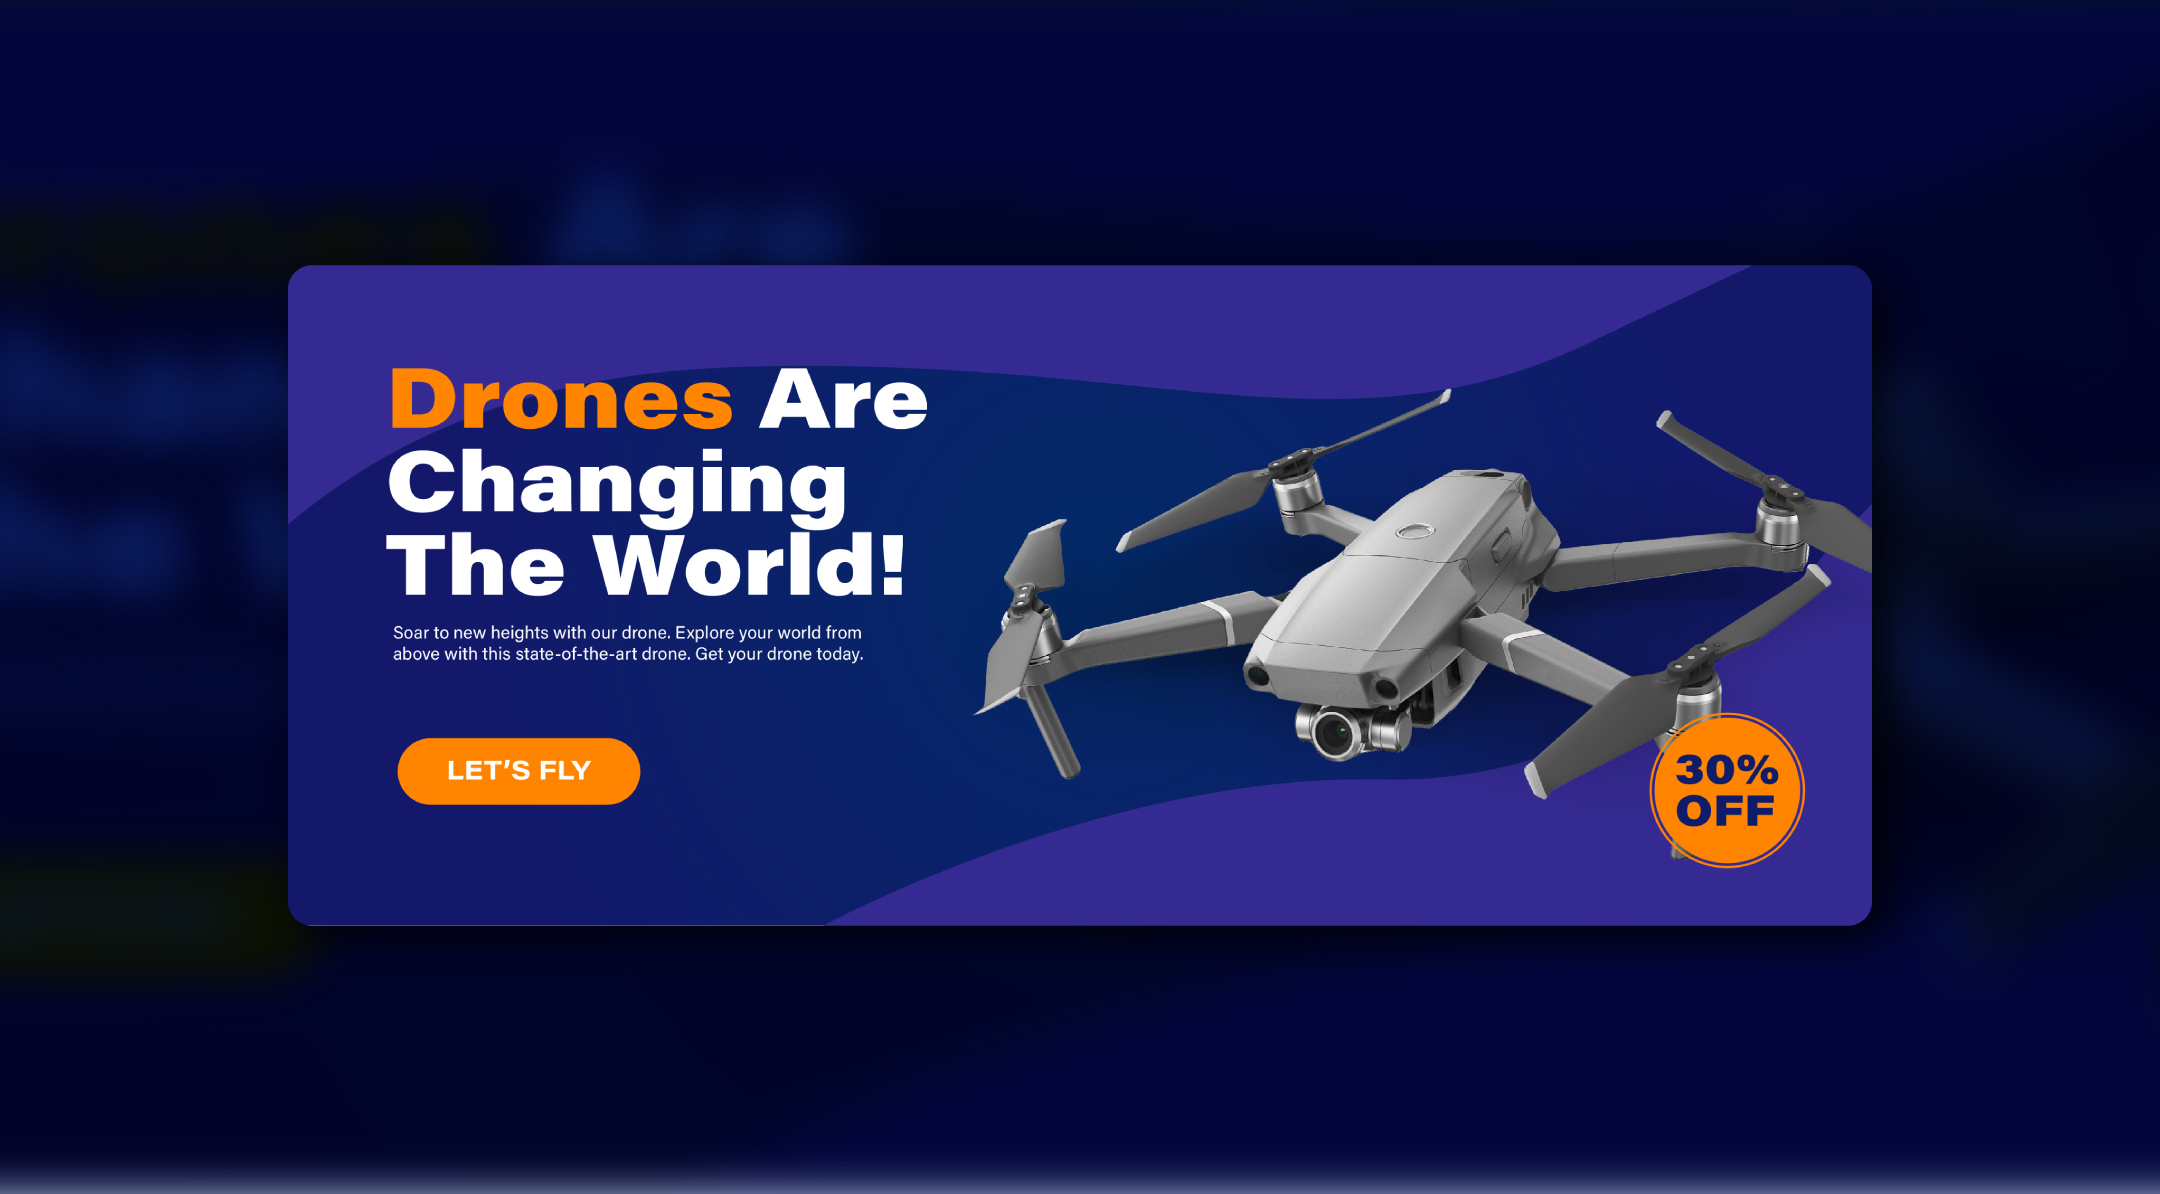 Drones Are
Changing
The World!
Soar to new heights with our drone. Explore your world from
above with this state-of-the-art drone. Get your drone today.
LET’S FLY
30%
OFF